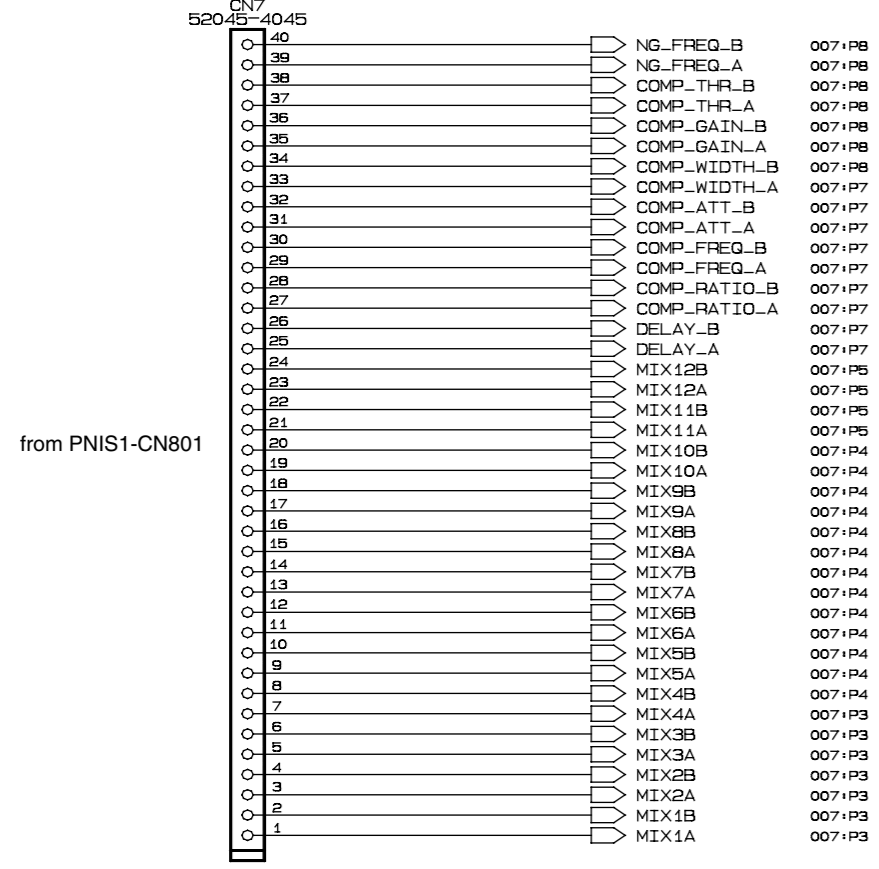 CN7
52045-4045
40 NG_FREQ_B 007:P8
39 NG_FREQ_A 007:P8
38 COMP_THR_B 007:P8
37 COMP_THR_A 007:P8
36 COMP_GAIN_B 007:P8
35 COMP_GAIN_A 007:P8
34 COMP_WIDTH_B 007:P8
33 COMP_WIDTH_A 007:P7
32 COMP_ATT_B 007:P7
31 COMP_ATT_A 007:P7
30 COMP_FREQ_B 007:P7
29 COMP_FREQ_A 007:P7
28 COMP_RATIO_B 007:P7
27 COMP_RATIO_A 007:P7
26 DELAY_B 007:P7
25 DELAY_A 007:P7
24 MIX12B 007:P5
23 MIX12A 007:P5
22 MIX11B 007:P5
21 MIX11A 007:P5
from PNIS1-CN801
20 MIX10B 007:P4
19 MIX10A 007:P4
18 MIX9B 007:P4
17 MIX9A 007:P4
16 MIX8B 007:P4
15 MIX8A 007:P4
14 MIX7B 007:P4
13 MIX7A 007:P4
12 MIX6B 007:P4
11 MIX6A 007:P4
10 MIX5B 007:P4
9 MIX5A 007:P4
8 MIX4B 007:P4
7 MIX4A 007:P3
6 MIX3B 007:P3
5 MIX3A 007:P3
4 MIX2B 007:P3
3 MIX2A 007:P3
2 MIX1B 007:P3
1 MIX1A 007:P3